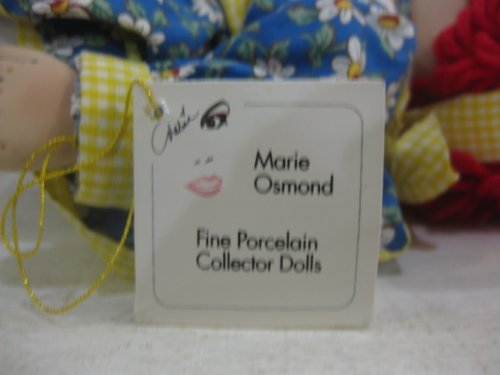 Marie
Osmond
Fine Porcelain
Collector Dolls